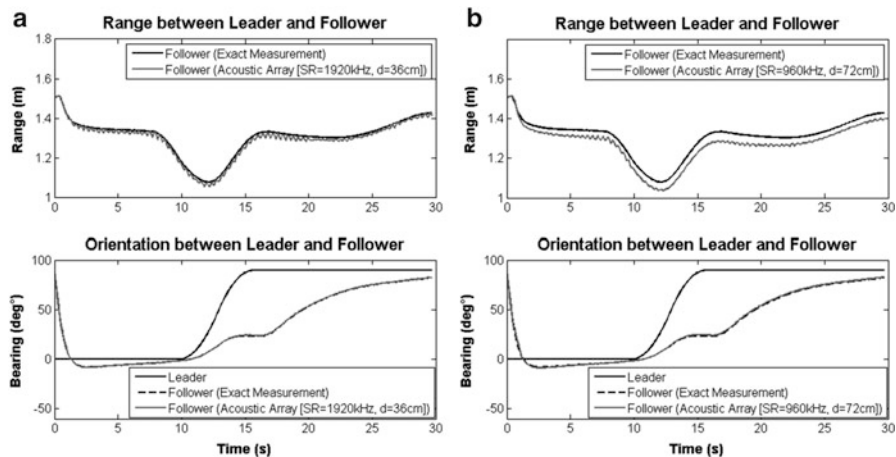 a
Range between Leader and Follower
1.8
1.6
1.4
1.2
1
Range (m)
Follower (Exact Measurement)
Follower (Acoustic Array [SR=1920kHz, d=36cm])
0 5 10 15 20 25 30
Orientation between Leader and Follower
100
50
0
-50
Bearing (deg°)
Leader
Follower (Exact Measurement)
Follower (Acoustic Array [SR=1920kHz, d=36cm])
0 5 10 15 20 25 30
Time (s)
b
Range between Leader and Follower
1.8
1.6
1.4
1.2
1
Range (m)
Follower (Exact Measurement)
Follower (Acoustic Array [SR=960kHz, d=72cm])
0 5 10 15 20 25 30
Orientation between Leader and Follower
100
50
0
-50
Bearing (deg°)
Leader
Follower (Exact Measurement)
Follower (Acoustic Array [SR=960kHz, d=72cm])
0 5 10 15 20 25 30
Time (s)